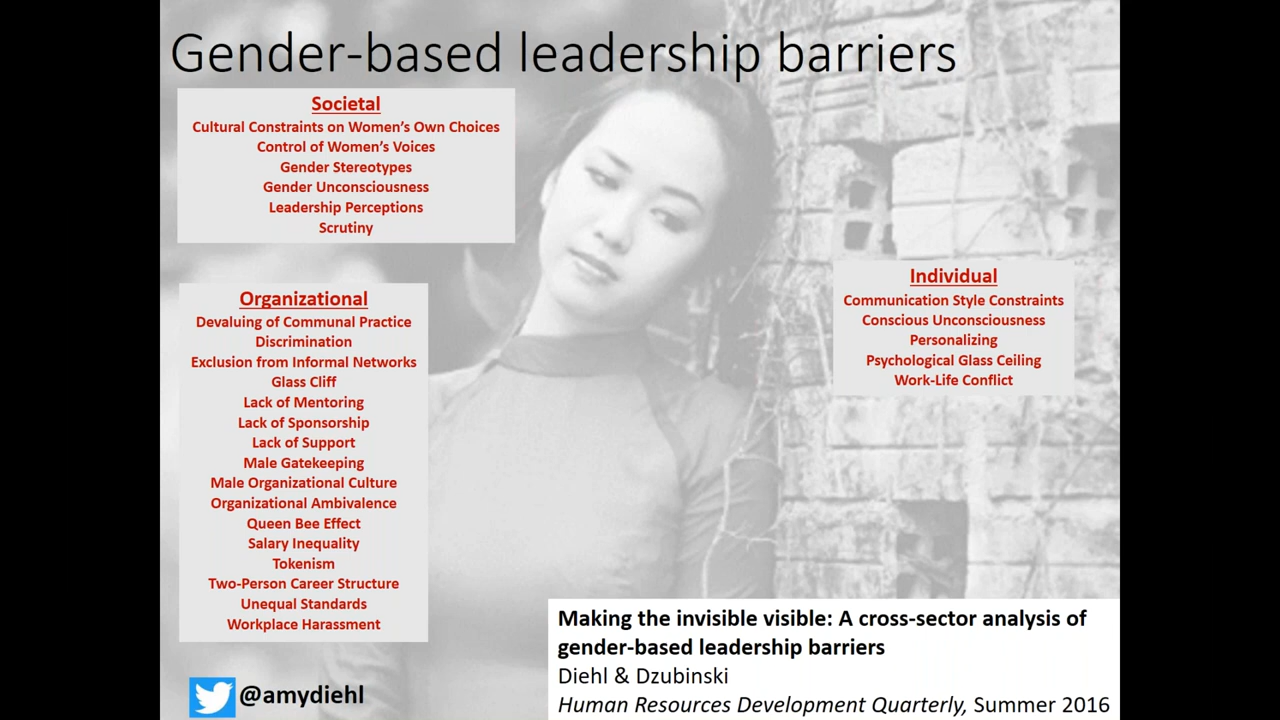 Gender-based leadership barriers
Societal
Cultural Constraints on Women's Own Choices
Control of Women's Voices
Gender Stereotypes
Gender Unconsciousness
Leadership Perceptions
Scrutiny
Organizational
Devaluing of Communal Practice
Discrimination
Exclusion from Informal Networks
Glass Cliff
Lack of Mentoring
Lack of Sponsorship
Lack of Support
Male Gatekeeping
Male Organizational Culture
Organizational Ambivalence
Queen Bee Effect
Salary Inequality
Tokenism
Two-Person Career Structure
Unequal Standards
Workplace Harassment
Individual
Communication Style Constraints
Conscious Unconsciousness
Personalizing
Psychological Glass Ceiling
Work-Life Conflict
Making the invisible visible: A cross-sector analysis of
gender-based leadership barriers
Diehl & Dzubinski
Human Resources Development Quarterly, Summer 2016
@amydiehl